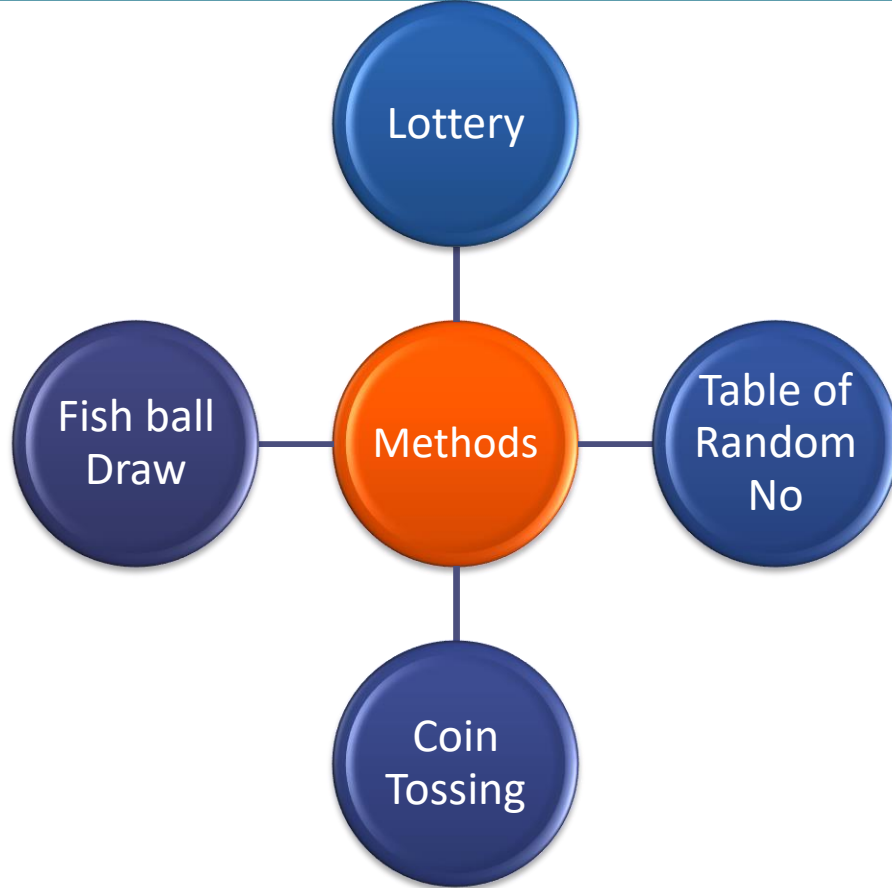 Lottery
Fish ball
Draw
Methods
Table of
Random
No
Coin
Tossing